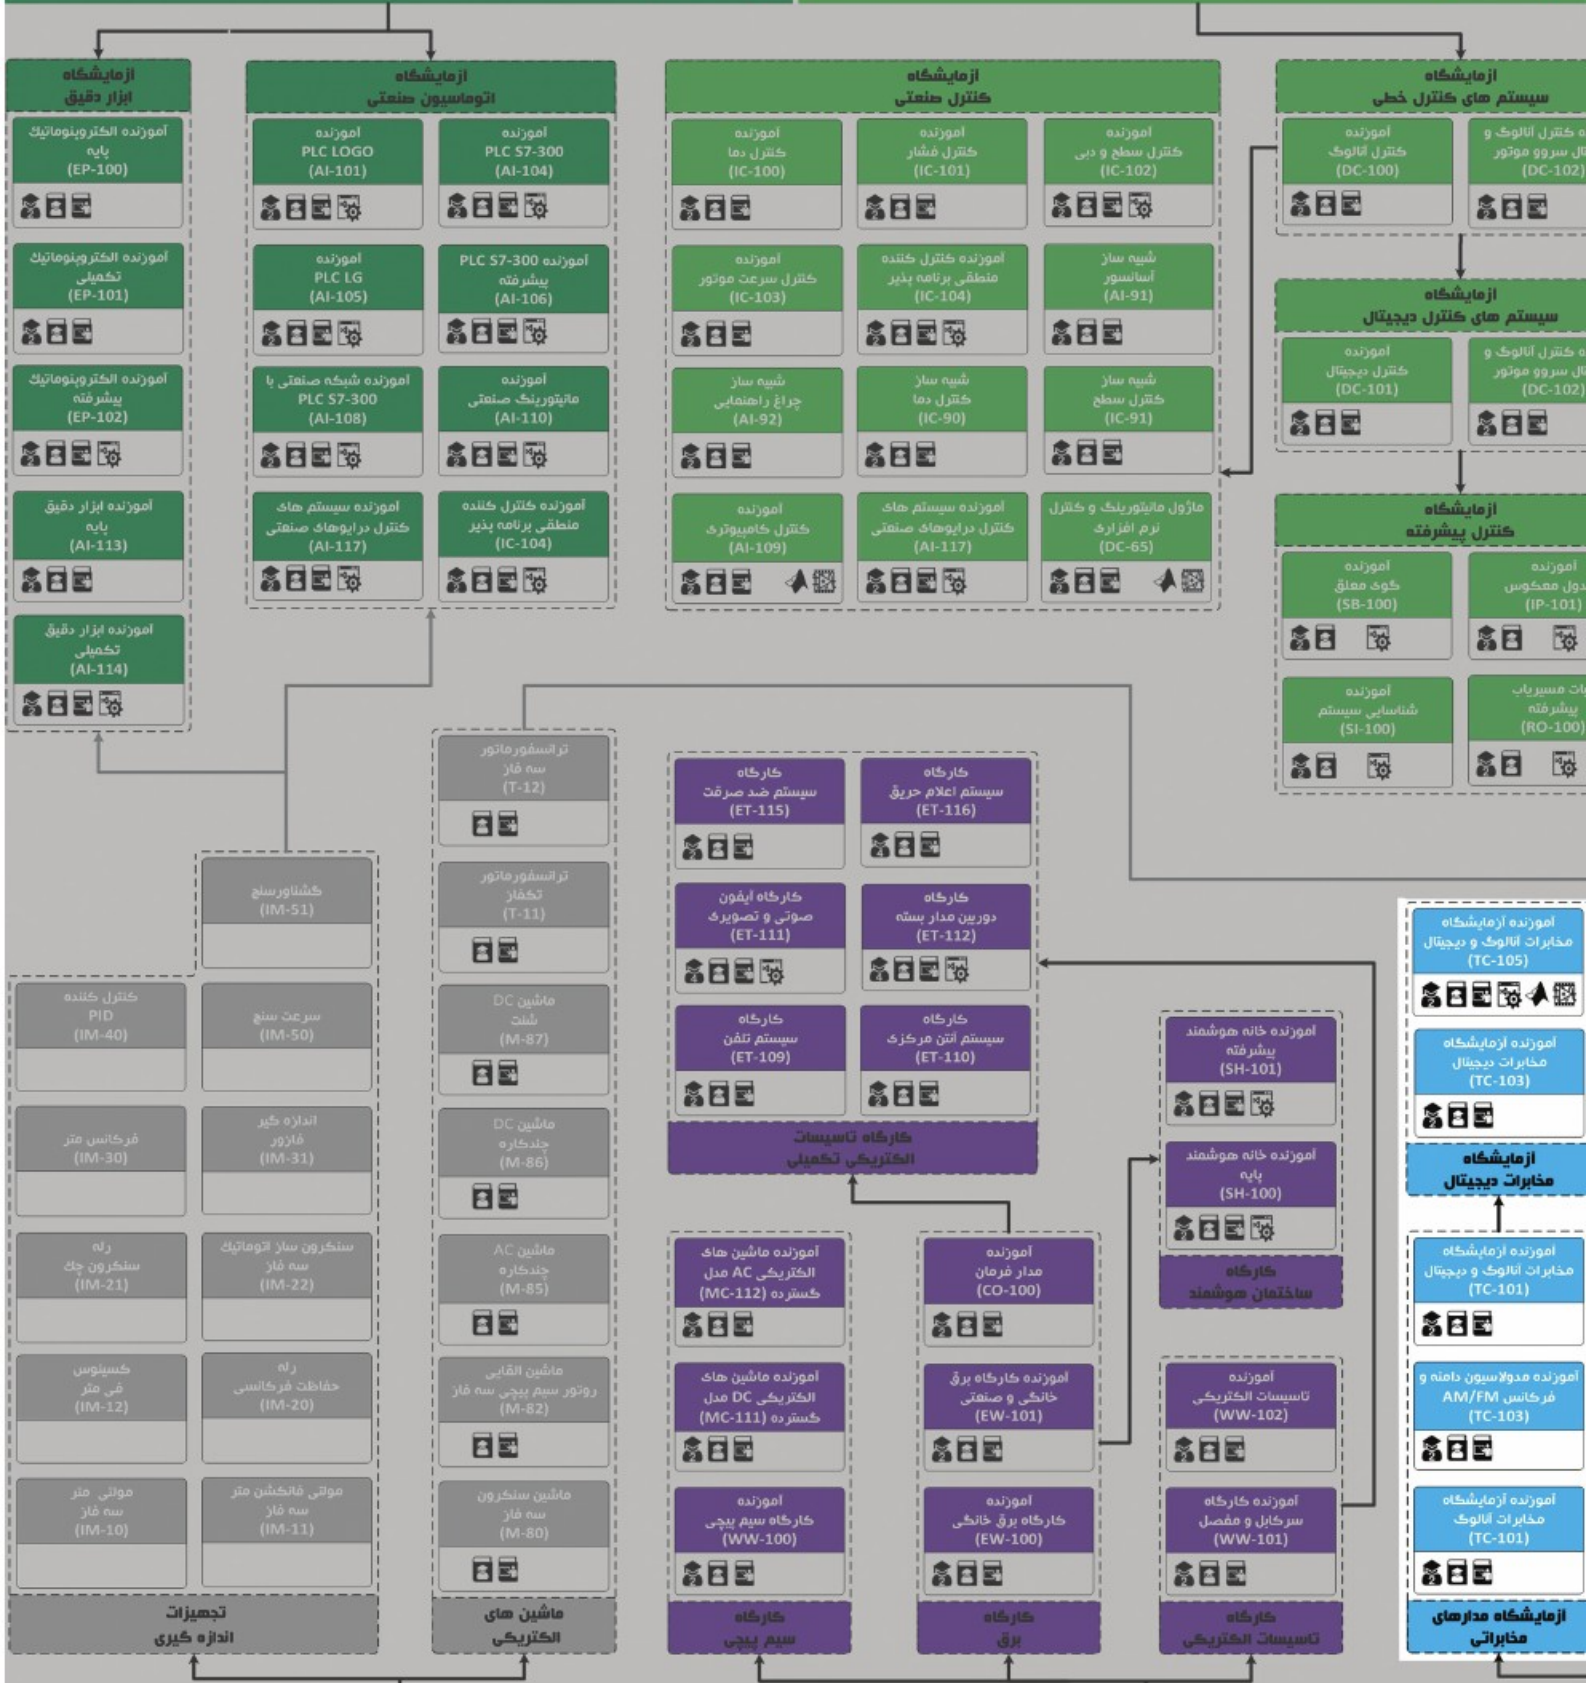 آزمایشگاه
ابزار دقیق
آموزنده الکتروپنوماتیک
پایه
(EP-100)
آموزنده الکتروپنوماتیک
تکمیلی
(EP-101)
آموزنده الکتروپنوماتیک
پیشرفته
(EP-102)
آموزنده ابزار دقیق
پایه
(AI-113)
آموزنده ابزار دقیق
تکمیلی
(AI-114)
آزمایشگاه
اتوماسیون صنعتی
آموزنده
PLC S7-300
(AI-104)
آموزنده
PLC LOGO
(AI-101)
آموزنده PLC S7-300
پیشرفته
(AI-106)
آموزنده
PLC LG
(AI-105)
آموزنده
مانیتورینگ صنعتی
(AI-110)
آموزنده شبکه صنعتی با
PLC S7-300
(AI-108)
آموزنده کنترل کننده
منطقی برنامه پذیر
(IC-104)
آموزنده سیستم های
کنترل درایوهای صنعتی
(AI-117)
آزمایشگاه
کنترل صنعتی
آموزنده
کنترل سطح و دبی
(IC-102)
آموزنده
کنترل فشار
(IC-101)
آموزنده
کنترل دما
(IC-100)
شبیه ساز
آسانسور
(AI-91)
آموزنده کنترل کننده
منطقی برنامه پذیر
(IC-104)
آموزنده
کنترل سرعت موتور
(IC-103)
شبیه ساز
کنترل سطح
(IC-91)
شبیه ساز
کنترل دما
(IC-90)
شبیه ساز
چراغ راهنمایی
(AI-92)
ماژول مانیتورینگ و کنترل
نرم افزاری
(DC-65)
آموزنده سیستم های
کنترل درایوهای صنعتی
(AI-117)
آموزنده
کنترل کامپیوتری
(AI-109)
آزمایشگاه
سیستم های کنترل خطی
کنترل آنالوگ و
سروو موتور
(DC-102)
آموزنده
کنترل آنالوگ
(DC-100)
آزمایشگاه
سیستم های کنترل دیجیتال
کنترل آنالوگ و
سروو موتور
(DC-102)
آموزنده
کنترل دیجیتال
(DC-101)
آزمایشگاه
کنترل پیشرفته
آموزنده
معکوس
(IP-101)
آموزنده
گوی معلق
(SB-100)
مسیریاب
پیشرفته
(RO-100)
آموزنده
شناسایی سیستم
(SI-100)
گشتاورسنج
(IM-51)
سرعت سنج
(IM-50)
کنترل کننده
PID
(IM-40)
اندازه گیر
فازور
(IM-31)
فرکانس متر
(IM-30)
سنکرون ساز اتوماتیک
سه فاز
(IM-22)
رله
سنکرون چک
(IM-21)
رله
حفاظت فرکانسی
(IM-20)
کسینوس
فی متر
(IM-12)
مولتی فانکشن متر
سه فاز
(IM-11)
مولتی متر
سه فاز
(IM-10)
تجهیزات
اندازه گیری
ترانسفورماتور
سه فاز
(T-12)
ترانسفورماتور
تکفاز
(T-11)
ماشین DC
شنت
(M-87)
ماشین DC
چندکاره
(M-86)
ماشین AC
چندکاره
(M-85)
ماشین القایی
روتور سیم پیچی سه فاز
(M-82)
ماشین سنکرون
سه فاز
(M-80)
ماشین های
الکتریکی
کارگاه
سیستم اعلام حریق
(ET-116)
کارگاه
سیستم ضد صرقت
(ET-115)
کارگاه
دوربین مدار بسته
(ET-112)
کارگاه آیفون
صوتی و تصویری
(ET-111)
کارگاه
سیستم آنتن مرکزی
(ET-110)
کارگاه
سیستم تلفن
(ET-109)
کارگاه تاسیسات
الکتریکی تکمیلی
آموزنده ماشین های
الکتریکی AC مدل
گسترده (MC-112)
آموزنده ماشین های
الکتریکی DC مدل
گسترده (MC-111)
آموزنده
کارگاه سیم پیچی
(WW-100)
کارگاه
سیم پیچی
آموزنده
مدار فرمان
(CO-100)
آموزنده کارگاه برق
خانگی و صنعتی
(EW-101)
آموزنده
کارگاه برق خانگی
(EW-100)
کارگاه
برق
آموزنده خانه هوشمند
پیشرفته
(SH-101)
آموزنده خانه هوشمند
پایه
(SH-100)
کارگاه
ساختمان هوشمند
آموزنده
تاسیسات الکتریکی
(WW-102)
آموزنده کارگاه
سرکابل و مفصل
(WW-101)
کارگاه
تاسیسات الکتریکی
آموزنده آزمایشگاه
مخابرات آنالوگ و دیجیتال
(TC-105)
آموزنده آزمایشگاه
مخابرات دیجیتال
(TC-103)
آزمایشگاه
مخابرات دیجیتال
آموزنده آزمایشگاه
مخابرات آنالوگ و دیجیتال
(TC-101)
آموزنده مدولاسیون دامنه و
فرکانس AM/FM
(TC-103)
آموزنده آزمایشگاه
مخابرات آنالوگ
(TC-101)
آزمایشگاه مدارهای
مخابراتی